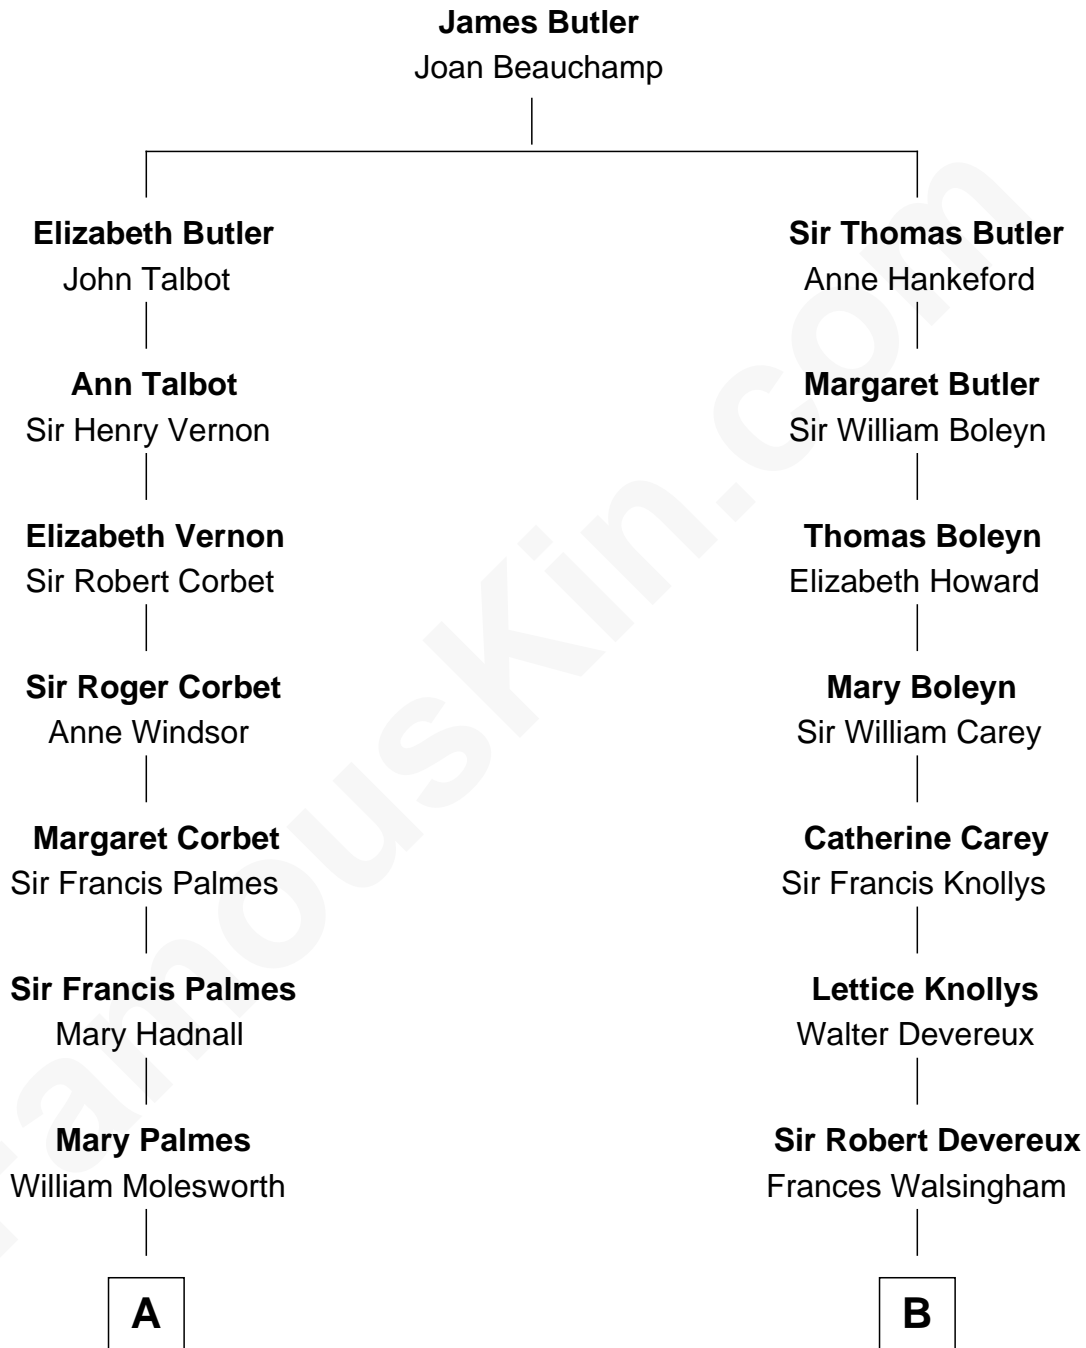 James Butler
Joan Beauchamp
Elizabeth Butler
John Talbot
Sir Thomas Butler
Anne Hankeford
Ann Talbot
Sir Henry Vernon
Margaret Butler
Sir William Boleyn
Elizabeth Vernon
Sir Robert Corbet
Thomas Boleyn
Elizabeth Howard
Sir Roger Corbet
Anne Windsor
Mary Boleyn
Sir William Carey
Margaret Corbet
Sir Francis Palmes
Catherine Carey
Sir Francis Knollys
Sir Francis Palmes
Mary Hadnall
Lettice Knollys
Walter Devereux
Mary Palmes
William Molesworth
Sir Robert Devereux
Frances Walsingham
A
B
FamousKin.com